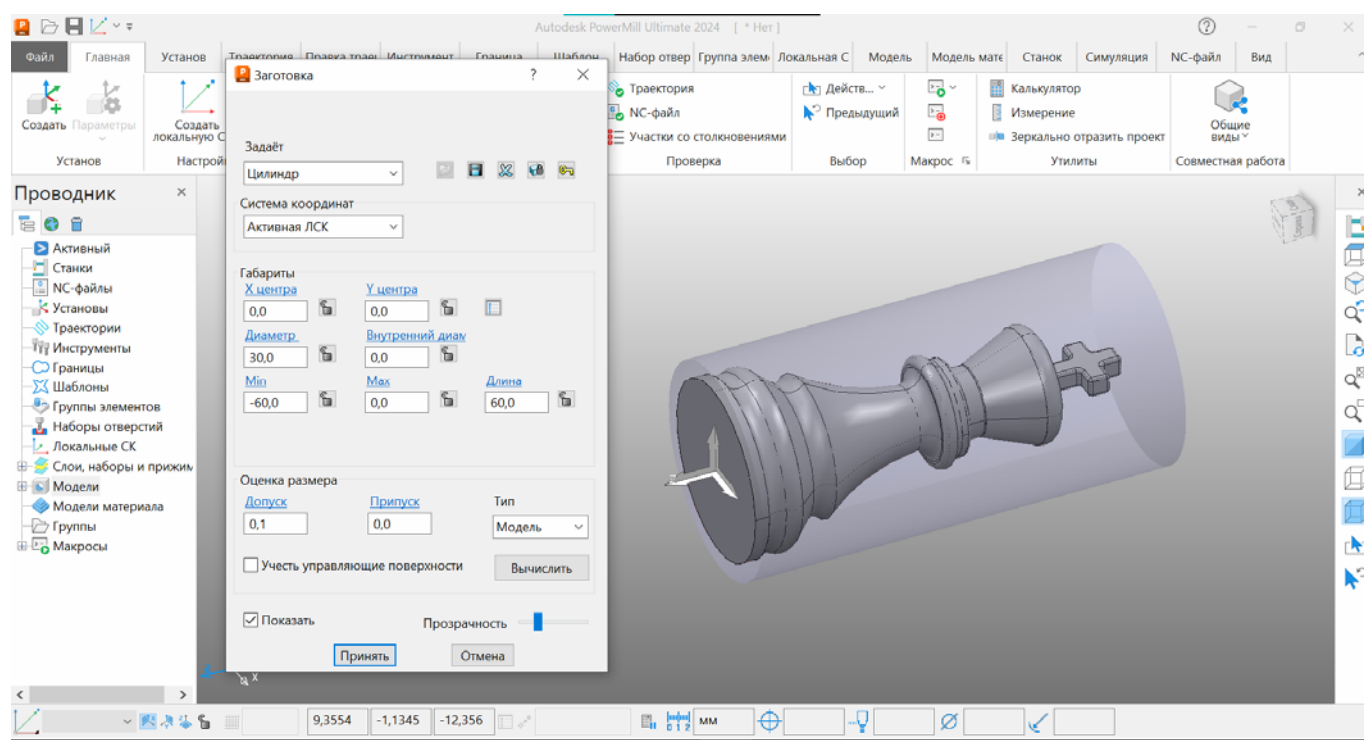 Autodesk PowerMill Ultimate 2024 [ * Нет ]
Файл Главная Установ Траектория Правка трае Инструмент Граница Шаблон Набор отвер Группа элем Локальная С Модель Модель мате Станок Симуляция NC-файл Вид
Создать Параметры
Установ
Создать
локальную С
Настрой
Траектория
NC-файл
Участки со столкновениями
Проверка
Действ...
Предыдущий
Выбор
Макрос
Калькулятор
Измерение
Зеркально отразить проект
Утилиты
Общие
виды
Совместная работа
Проводник
Активный
Станки
NC-файлы
Установы
Траектории
Инструменты
Границы
Шаблоны
Группы элементов
Наборы отверстий
Локальные СК
Слои, наборы и прижим
Модели
Модели материала
Группы
Макросы
Заготовка
Задаёт
Цилиндр
Система координат
Активная ЛСК
Габариты
X центра Y центра
0,0 0,0
Диаметр Внутренний диам
30,0 0,0
Min Max Длина
-60,0 0,0 60,0
Оценка размера
Допуск Припуск Тип
0,1 0,0 Модель
Учесть управляющие поверхности Вычислить
Показать Прозрачность
Принять Отмена
X
9,3554 -1,1345 -12,356 мм